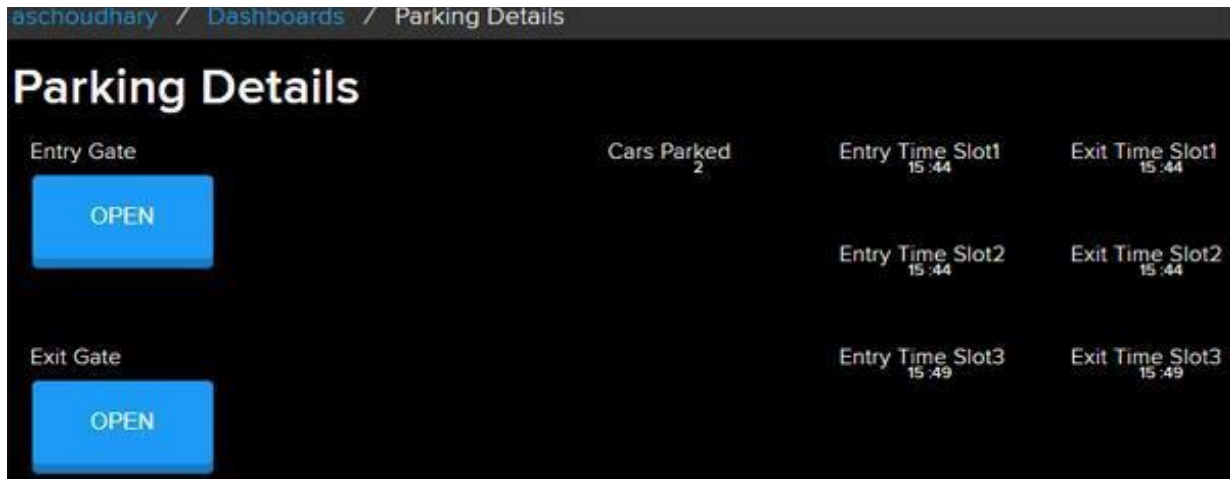 aschoudhary / Dashboards / Parking Details
Parking Details
Entry Gate
OPEN
Cars Parked
2
Entry Time Slot1
15 :44
Exit Time Slot1
15 :44
Entry Time Slot2
15 :44
Exit Time Slot2
15 :44
Exit Gate
OPEN
Entry Time Slot3
15 :49
Exit Time Slot3
15 :49